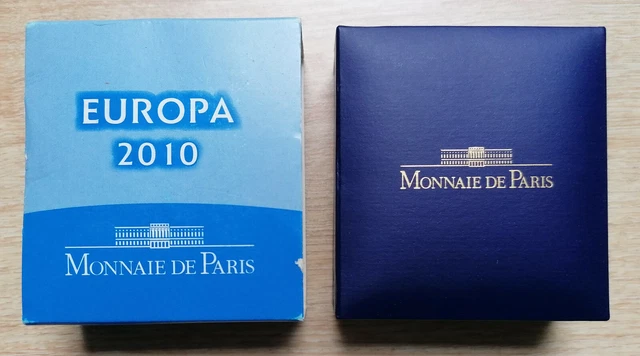 EUROPA
2010
MONNAIE DE PARIS
MONNAIE DE PARIS